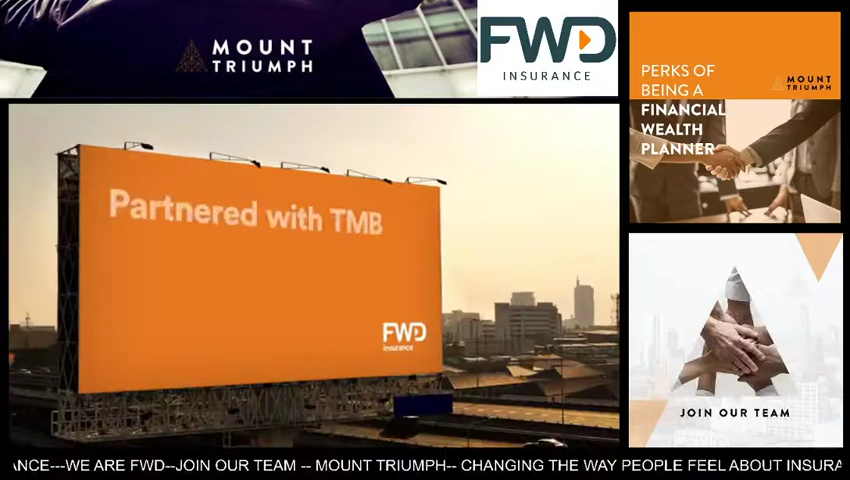 MOUNT
TRIUMPH
FWD
INSURANCE
PERKS OF
BEING A
FINANCIAL
WEALTH
PLANNER
MOUNT
TRIUMPH
Partnered with TMB
FWD
insurance
JOIN OUR TEAM
ANCE---WE ARE FWD--JOIN OUR TEAM -- MOUNT TRIUMPH-- CHANGING THE WAY PEOPLE FEEL ABOUT INSURA